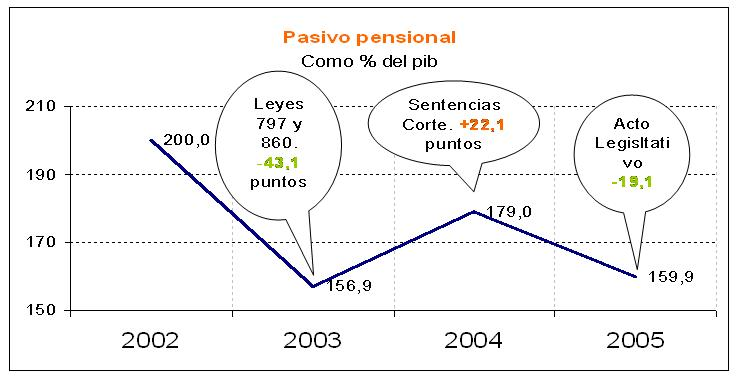 Pasivo pensional
Como % del pib
210
190
170
150
200,0
Leyes
797 y
860.
-43,1
puntos
156,9
Sentencias
Corte. +22,1
puntos
179,0
Acto
Legisltati
vo
-19,1
159,9
2002
2003
2004
2005